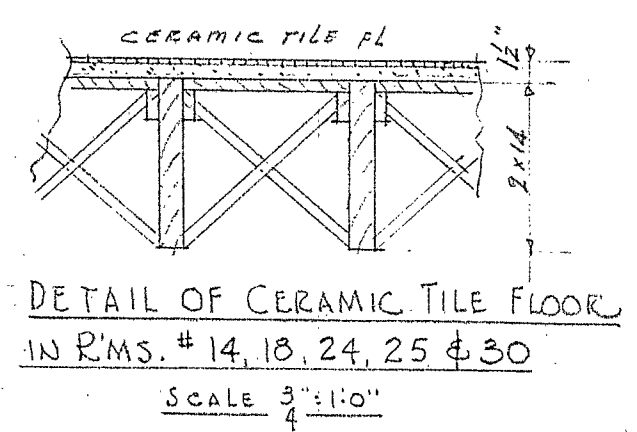 CERAMIC TILE FL
1½"
2x14
DETAIL OF CERAMIC TILE FLOOR
IN R'MS. # 14, 18, 24, 25 & 30
SCALE 3/4" = 1'0"